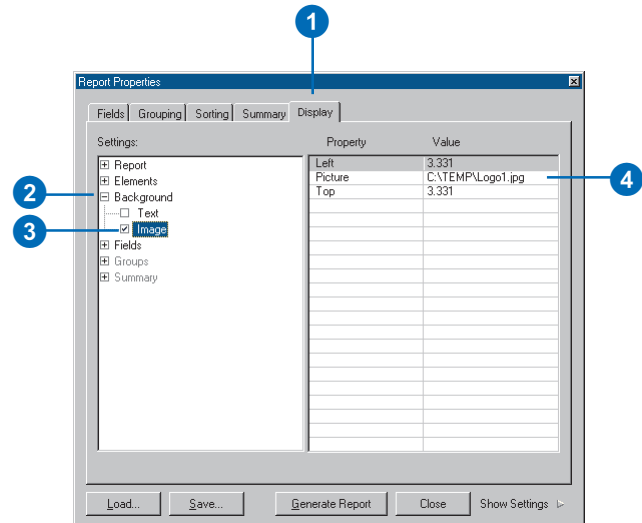 1
Report Properties
Fields Grouping Sorting Summary Display
Settings:
Property Value
Report
Elements
Background
Text
Image
Fields
Groups
Summary
Left 3.331
Picture C:\TEMP\Logo1.jpg
Top 3.331
2
3
4
Load... Save... Generate Report Close Show Settings